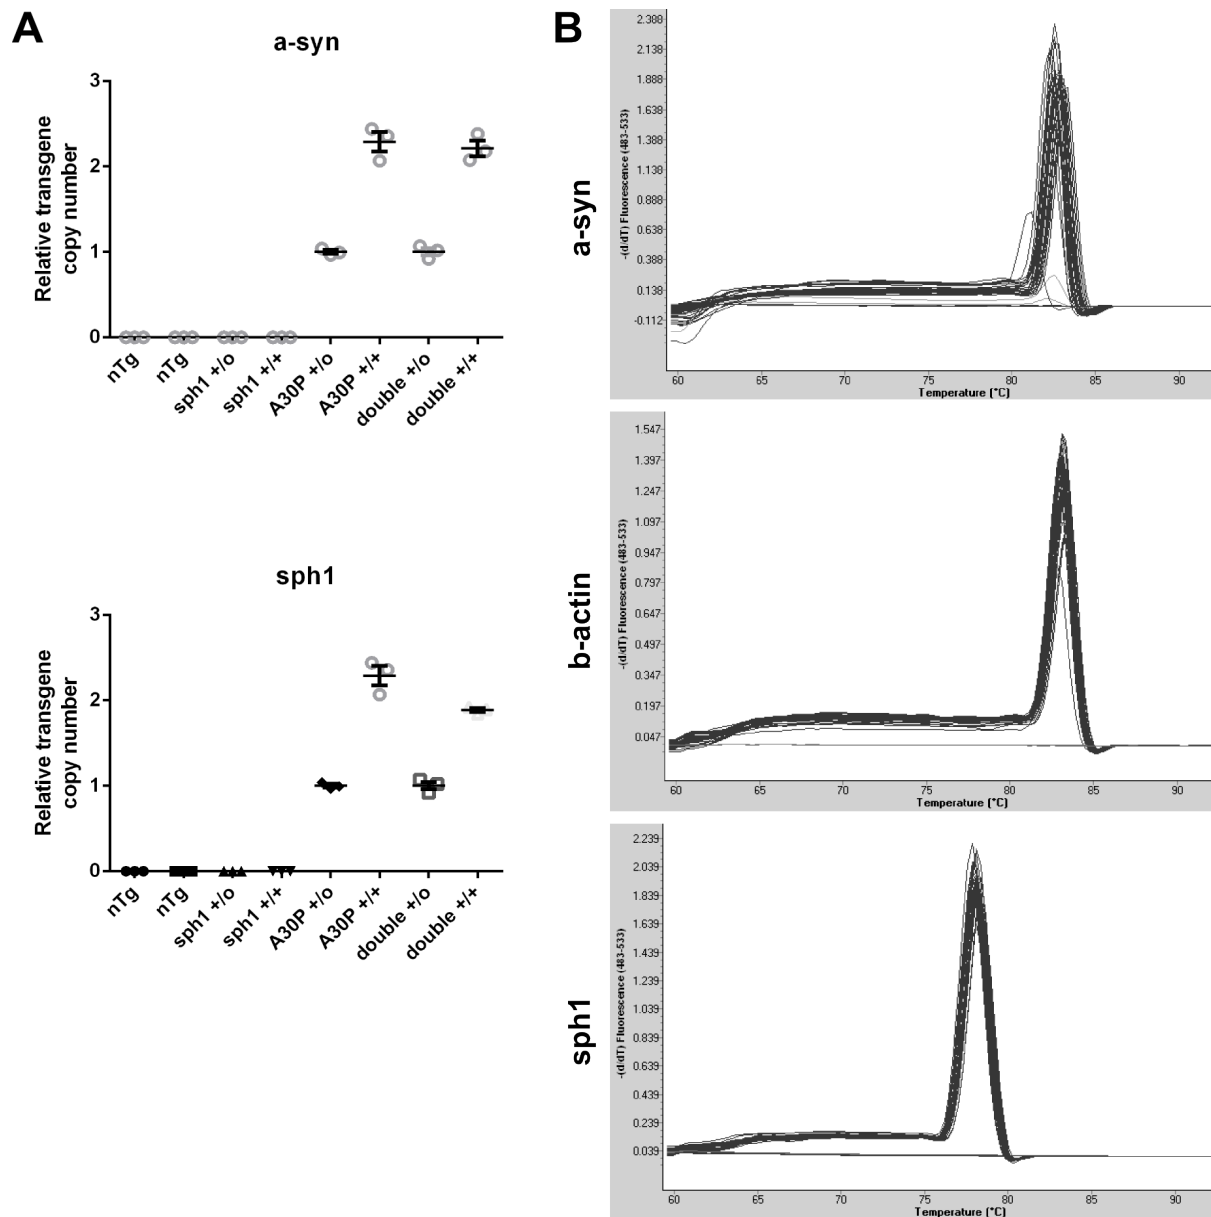 A
a-syn
Relative transgene
copy number
3
2
1
0
nTg
nTg
sph1 +/o
sph1 +/+
A30P +/o
A30P +/+
double +/o
double +/+
sph1
Relative transgene
copy number
3
2
1
0
nTg
nTg
sph1 +/o
sph1 +/+
A30P +/o
A30P +/+
double +/o
double +/+
B
a-syn
-(d/dT) Fluorescence (483-533)
2.388
2.138
1.888
1.638
1.388
1.138
0.888
0.638
0.388
0.138
-0.112
60 65 70 75 80 85 90
Temperature (°C)
b-actin
-(d/dT) Fluorescence (483-533)
1.547
1.397
1.247
1.097
0.947
0.797
0.647
0.497
0.347
0.197
0.047
60 65 70 75 80 85 90
Temperature (°C)
sph1
-(d/dT) Fluorescence (483-533)
2.239
2.039
1.839
1.639
1.439
1.239
1.039
0.839
0.639
0.439
0.239
0.039
60 65 70 75 80 85 90
Temperature (°C)